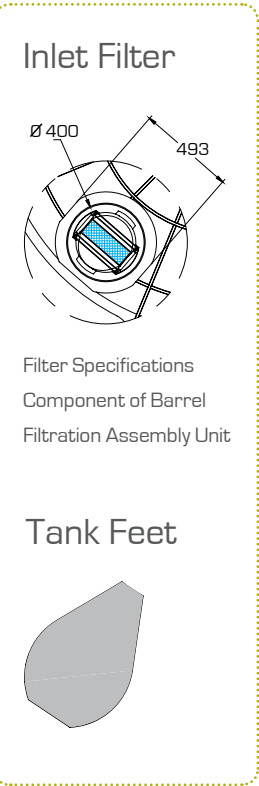 Inlet Filter
Ø 400
493
Filter Specifications
Component of Barrel
Filtration Assembly Unit
Tank Feet